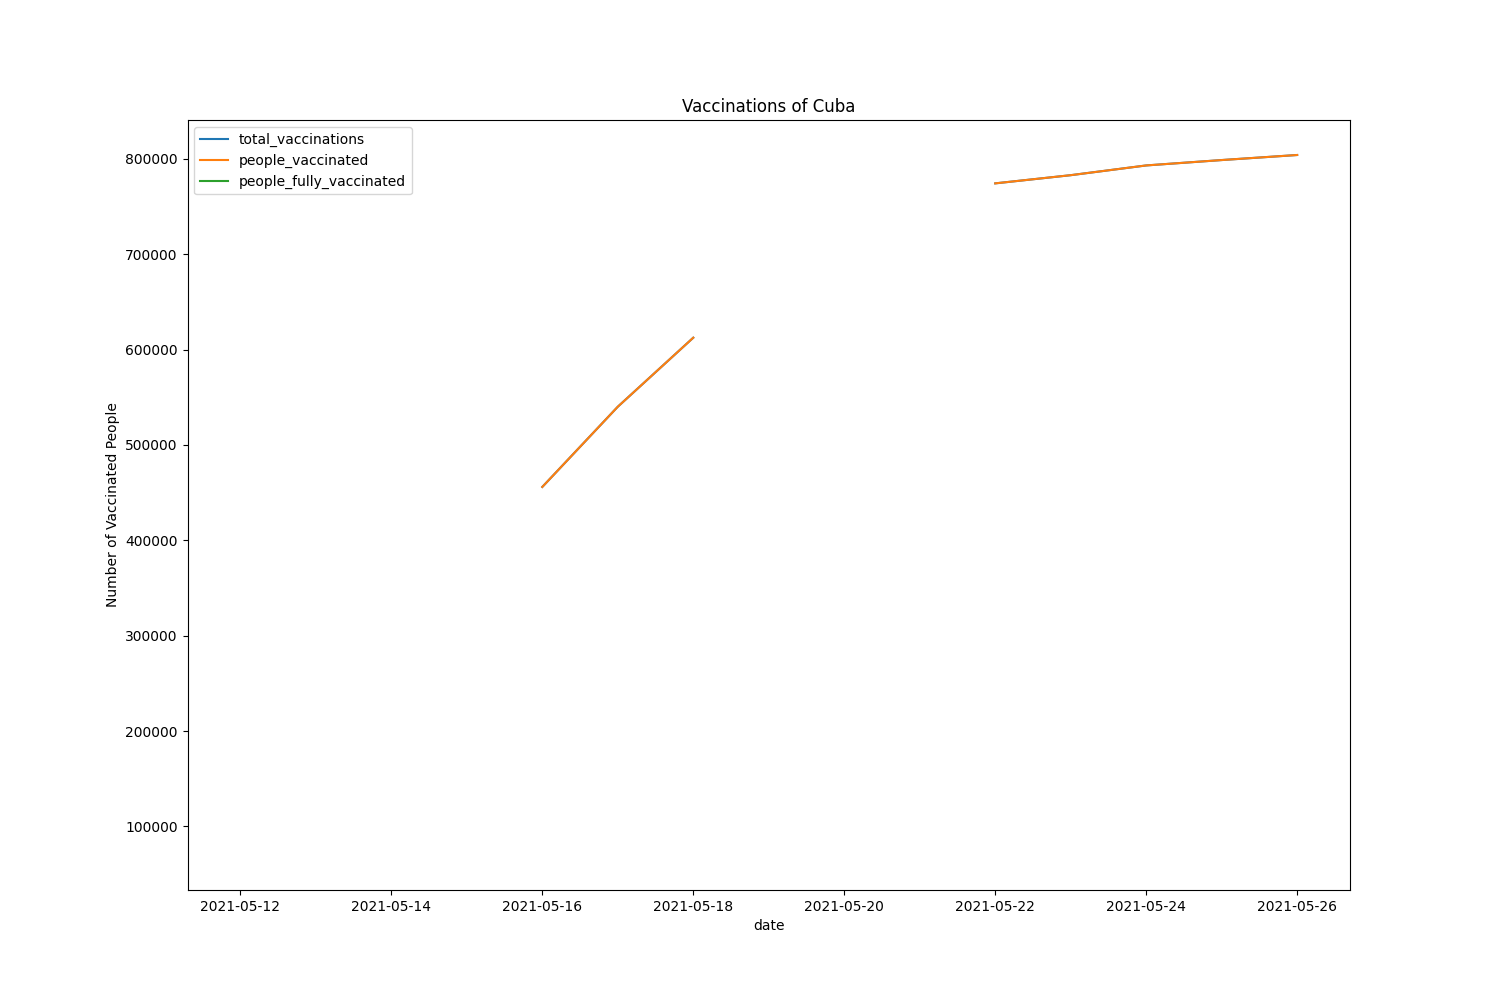 Vaccinations of Cuba
total_vaccinations
people_vaccinated
people_fully_vaccinated
800000
700000
600000
500000
400000
300000
200000
100000
Number of Vaccinated People
2021-05-12 2021-05-14 2021-05-16 2021-05-18 2021-05-20 2021-05-22 2021-05-24 2021-05-26
date